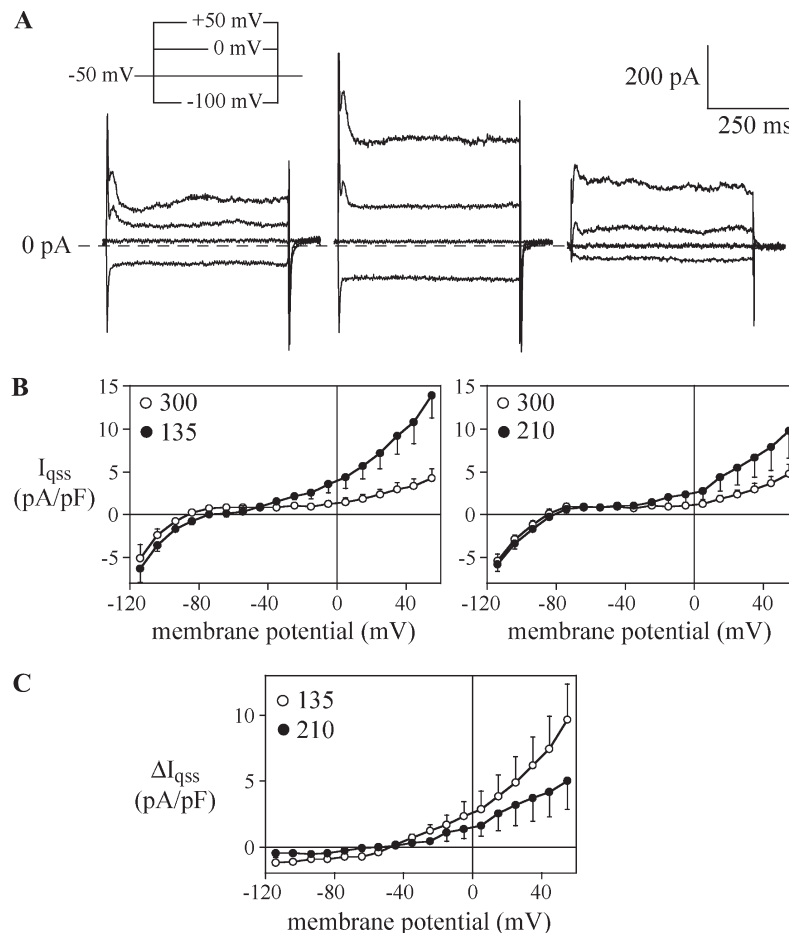 A
+50 mV
0 mV
-50 mV
-100 mV
200 pA
250 ms
0 pA
B
15
10
5
0
-5
300
135
I_qss
(pA/pF)
-120 -80 -40 0 40
membrane potential (mV)
15
10
5
0
-5
300
210
-120 -80 -40 0 40
membrane potential (mV)
C
10
5
0
135
210
ΔI_qss
(pA/pF)
-120 -80 -40 0 40
membrane potential (mV)